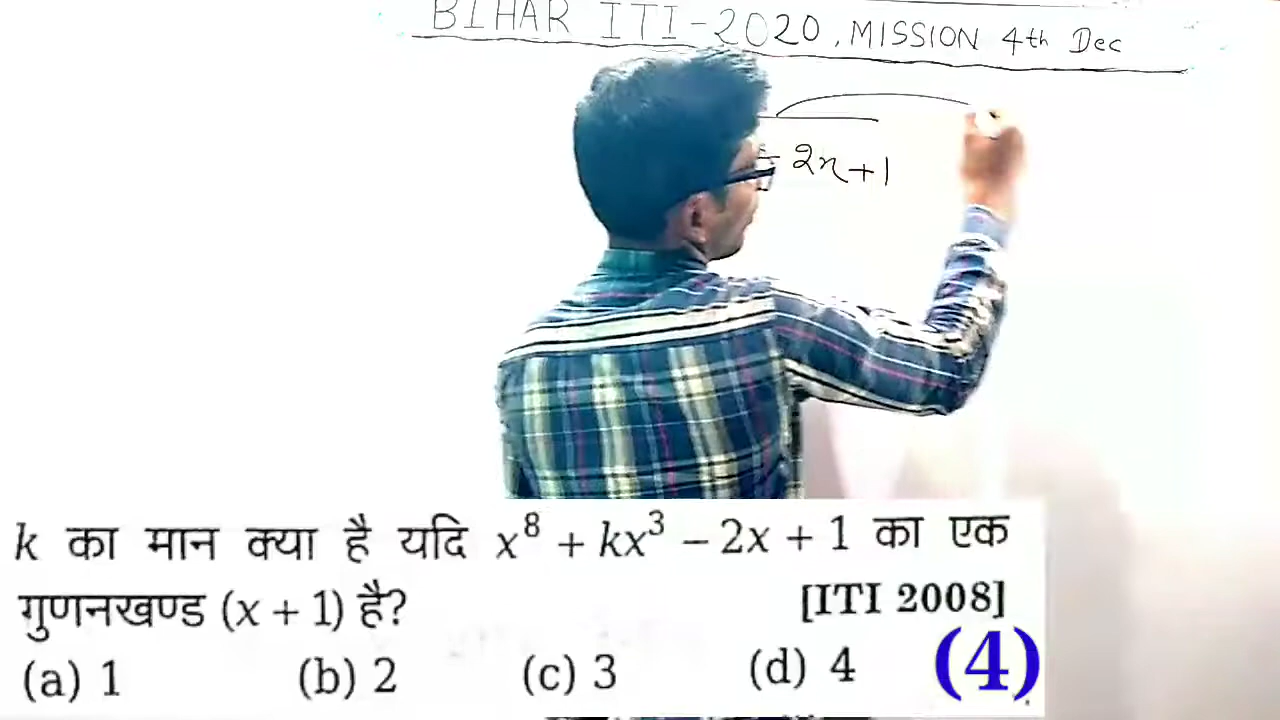 BIHAR ITI-2020, MISSION 4th Dec
- 2x+1
k का मान क्या है यदि x⁸ + kx³ − 2x + 1 का एक
गुणनखण्ड (x + 1) है? [ITI 2008]
(a) 1 (b) 2 (c) 3 (d) 4 (4)